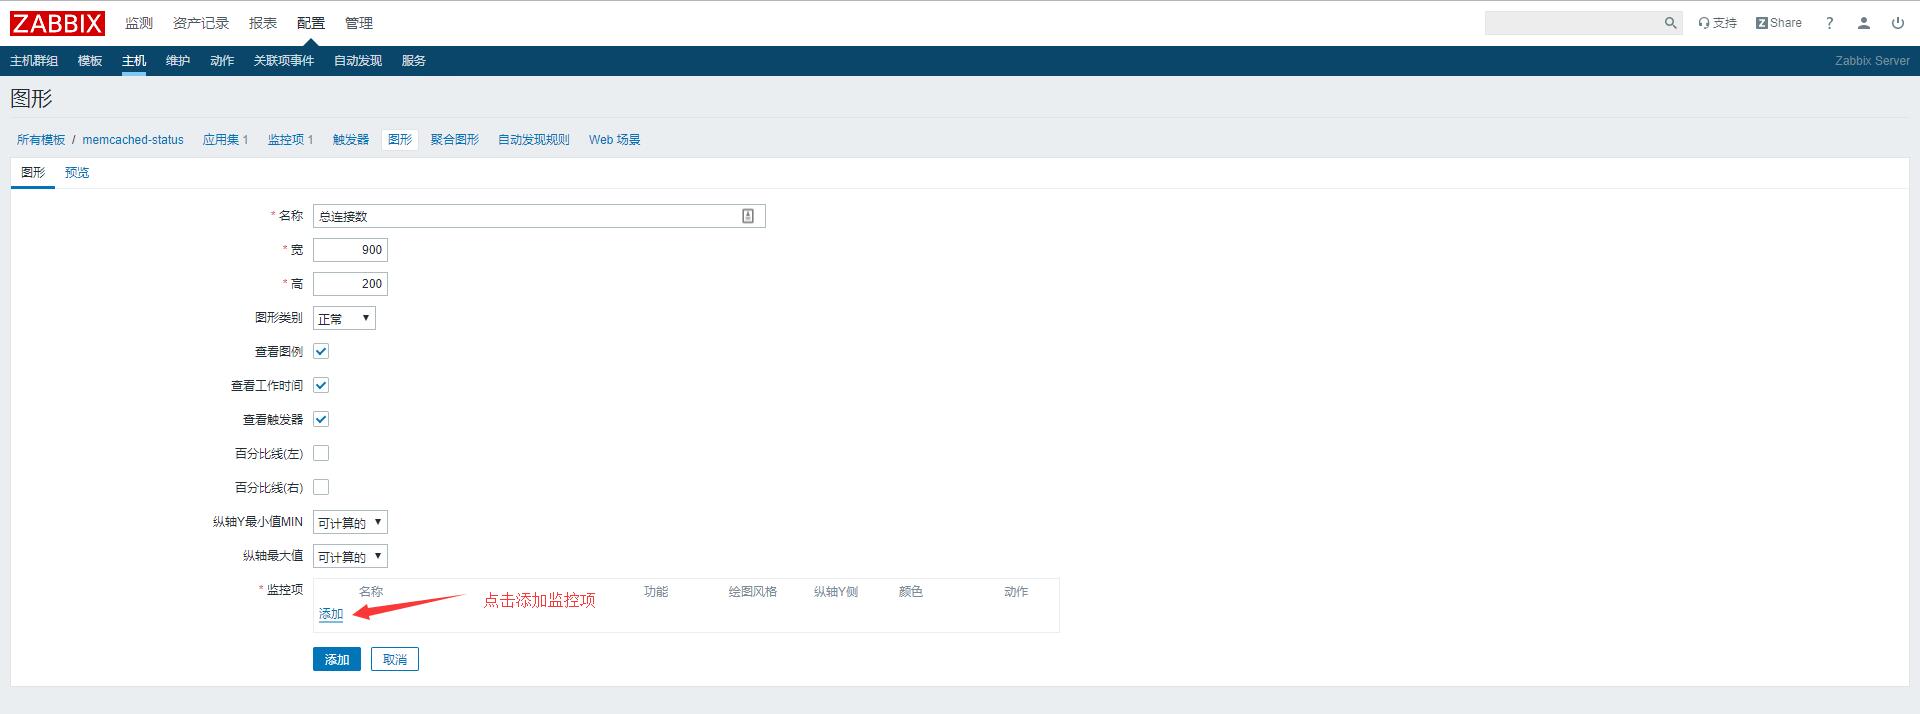 ZABBIX 监测 资产记录 报表 配置 管理 支持 Z Share ?
主机群组 模板 主机 维护 动作 关联项事件 自动发现 服务 Zabbix Server
图形
所有模板 / memcached-status 应用集 1 监控项 1 触发器 图形 聚合图形 自动发现规则 Web 场景
图形 预览
* 名称 总连接数
* 宽 900
* 高 200
图形类别 正常
查看图例
查看工作时间
查看触发器
百分比线(左)
百分比线(右)
纵轴Y最小值MIN 可计算的
纵轴最大值 可计算的
* 监控项 名称 功能 绘图风格 纵轴Y侧 颜色 动作
添加 点击添加监控项
添加 取消